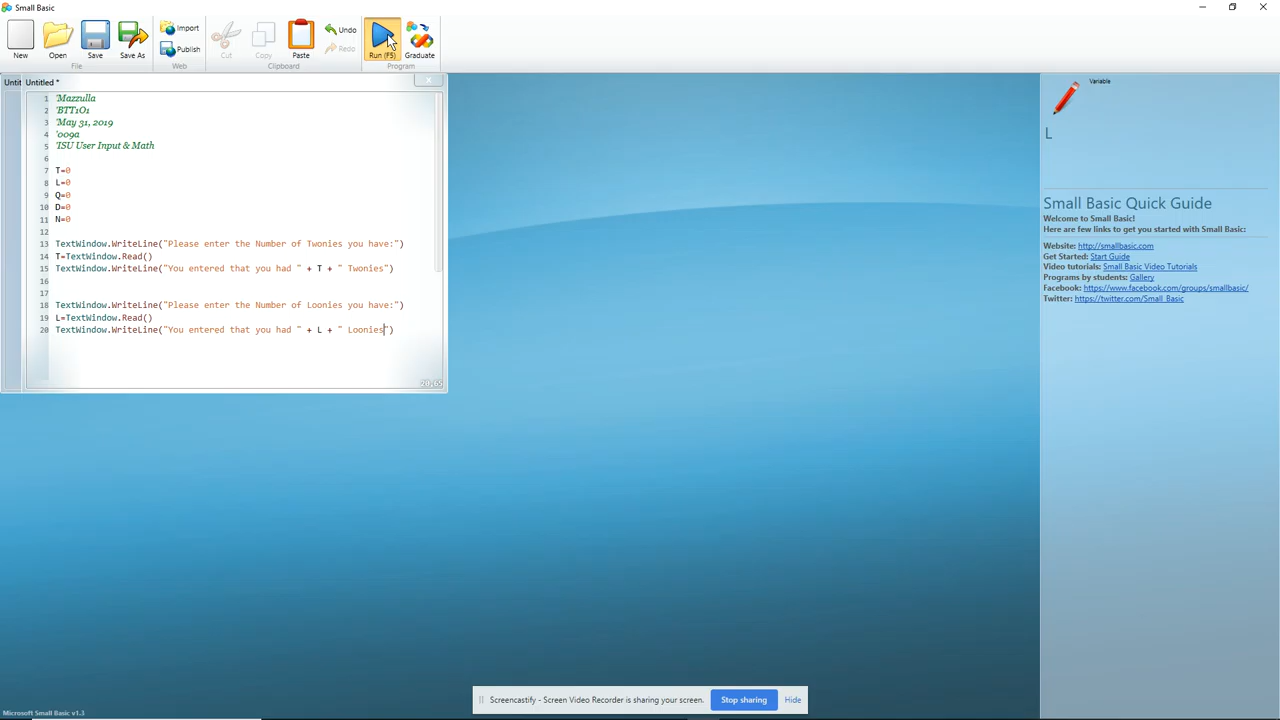 Small Basic
New
Open
Save
Save As
Import
Publish
Cut
Copy
Paste
Undo
Redo
Run (F5)
Graduate
File
Web
Clipboard
Program
Untit
Untitled *
1 'Mazzulla
2 'BTT1O1
3 'May 31, 2019
4 '009a
5 'ISU User Input & Math
6
7 T=0
8 L=0
9 Q=0
10 D=0
11 N=0
12
13 TextWindow.WriteLine("Please enter the Number of Twonies you have:")
14 T=TextWindow.Read()
15 TextWindow.WriteLine("You entered that you had " + T + " Twonies")
16
17
18 TextWindow.WriteLine("Please enter the Number of Loonies you have:")
19 L=TextWindow.Read()
20 TextWindow.WriteLine("You entered that you had " + L + " Loonies")
20,65
Variable
L
Small Basic Quick Guide
Welcome to Small Basic!
Here are few links to get you started with Small Basic:
Website: http://smallbasic.com
Get Started: Start Guide
Video tutorials: Small Basic Video Tutorials
Programs by students: Gallery
Facebook: https://www.facebook.com/groups/smallbasic/
Twitter: https://twitter.com/Small_Basic
Screencastify - Screen Video Recorder is sharing your screen.
Stop sharing
Hide
Microsoft Small Basic v1.3